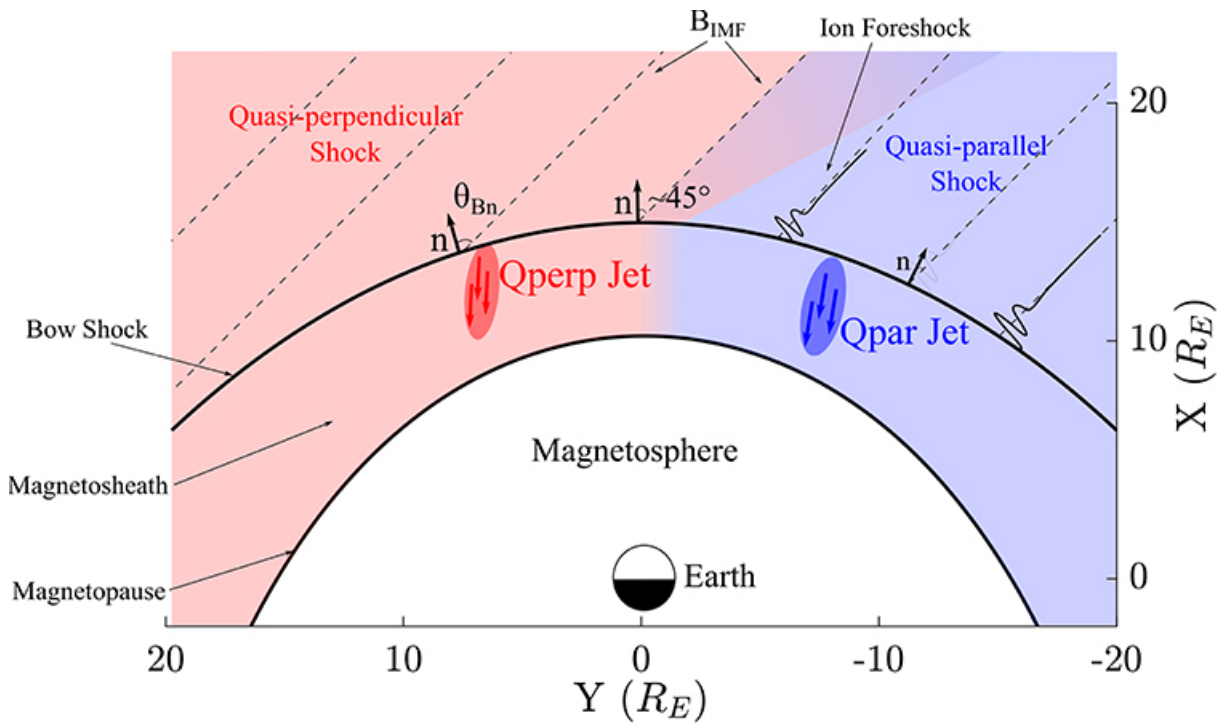 B_IMF
Ion Foreshock
Quasi-perpendicular
Shock
Quasi-parallel
Shock
20
θ_Bn
n
n
~45°
n
Qperp Jet
Qpar Jet
Bow Shock
10
X (R_E)
Magnetosphere
Magnetosheath
Magnetopause
Earth
0
20
10
0
-10
-20
Y (R_E)